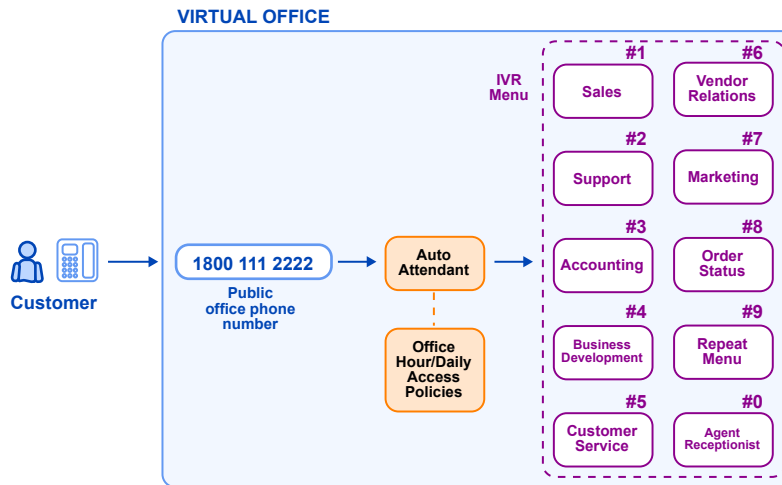 VIRTUAL OFFICE
Customer
1800 111 2222
Public
office phone
number
Auto
Attendant
Office
Hour/Daily
Access
Policies
IVR
Menu
#1
Sales
#2
Support
#3
Accounting
#4
Business
Development
#5
Customer
Service
#6
Vendor
Relations
#7
Marketing
#8
Order
Status
#9
Repeat
Menu
#0
Agent
Receptionist